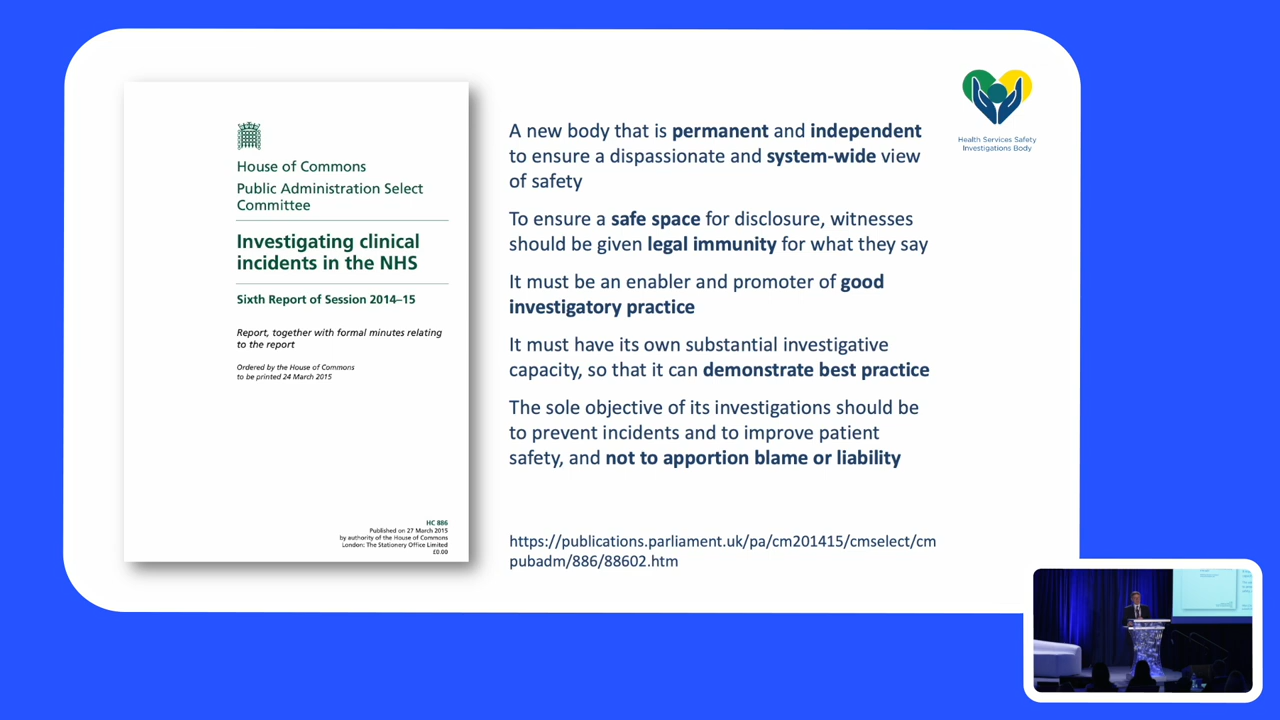 House of Commons
Public Administration Select
Committee
Investigating clinical
incidents in the NHS
Sixth Report of Session 2014–15
Report, together with formal minutes relating
to the report
Ordered by the House of Commons
to be printed 24 March 2015
HC 886
Published on 27 March 2015
by authority of the House of Commons
London: The Stationery Office Limited
£0.00
A new body that is permanent and independent
to ensure a dispassionate and system-wide view
of safety
To ensure a safe space for disclosure, witnesses
should be given legal immunity for what they say
It must be an enabler and promoter of good
investigatory practice
It must have its own substantial investigative
capacity, so that it can demonstrate best practice
The sole objective of its investigations should be
to prevent incidents and to improve patient
safety, and not to apportion blame or liability
https://publications.parliament.uk/pa/cm201415/cmselect/cm
pubadm/886/88602.htm
Health Services Safety
Investigations Body